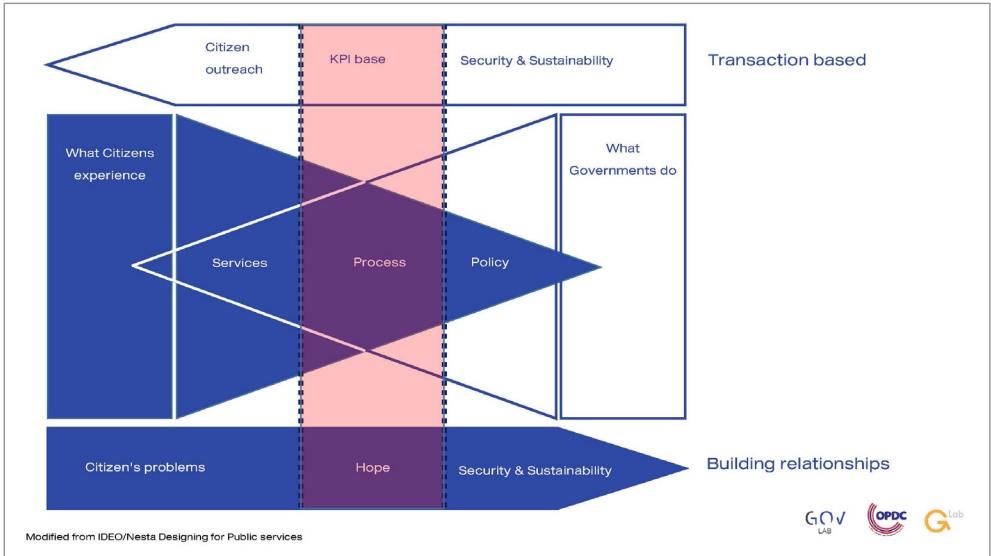 Citizen
outreach
KPI base
Security & Sustainability
Transaction based
What Citizens
experience
What
Governments do
Services
Process
Policy
Citizen's problems
Hope
Security & Sustainability
Building relationships
GOV
LAB
OPDC
G Lab
Modified from IDEO/Nesta Designing for Public services